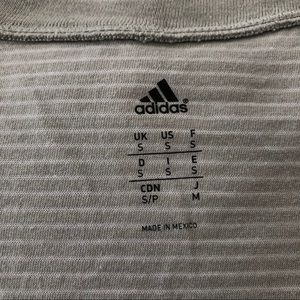 adidas
UK US F
S S S
D I E
S S S
CDN J
S/P M
MADE IN MEXICO